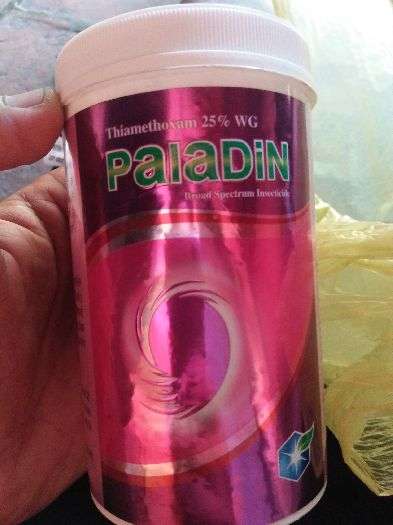 Thiamethoxam 25% WG
PalaDiN
Broad Spectrum Insecticide